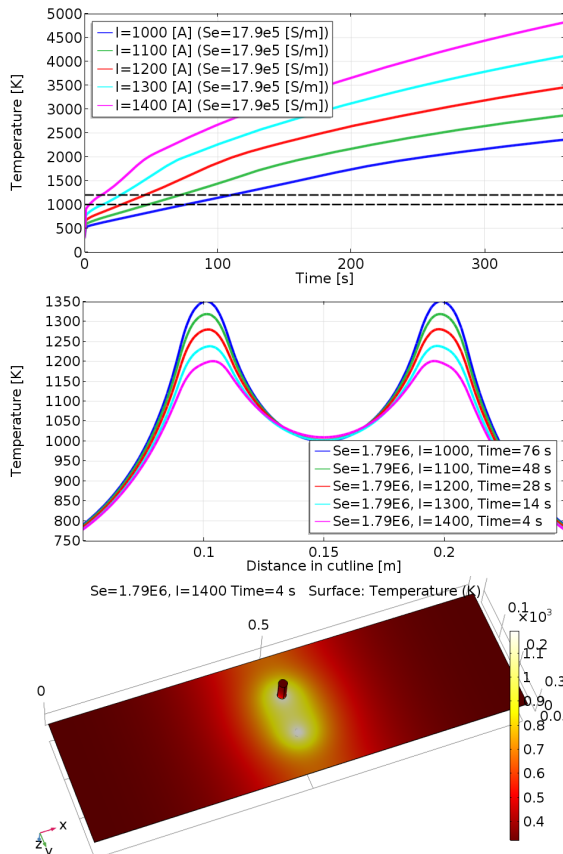 5000
4500
4000
3500
3000
2500
2000
1500
1000
500
0
Temperature [K]
I=1000 [A] (Se=17.9e5 [S/m])
I=1100 [A] (Se=17.9e5 [S/m])
I=1200 [A] (Se=17.9e5 [S/m])
I=1300 [A] (Se=17.9e5 [S/m])
I=1400 [A] (Se=17.9e5 [S/m])
0 100 200 300
Time [s]
1350
1300
1250
1200
1150
1100
1050
1000
950
900
850
800
750
Temperature [K]
Se=1.79E6, I=1000, Time=76 s
Se=1.79E6, I=1100, Time=48 s
Se=1.79E6, I=1200, Time=28 s
Se=1.79E6, I=1300, Time=14 s
Se=1.79E6, I=1400, Time=4 s
0.1 0.15 0.2
Distance in cutline [m]
Se=1.79E6, I=1400 Time=4 s Surface: Temperature (K)
0.1
×10³
0.5
0.2
1.1
1
0.3
0
0
0.9
0.8
0.7
0.6
0.5
0.4
z x
y